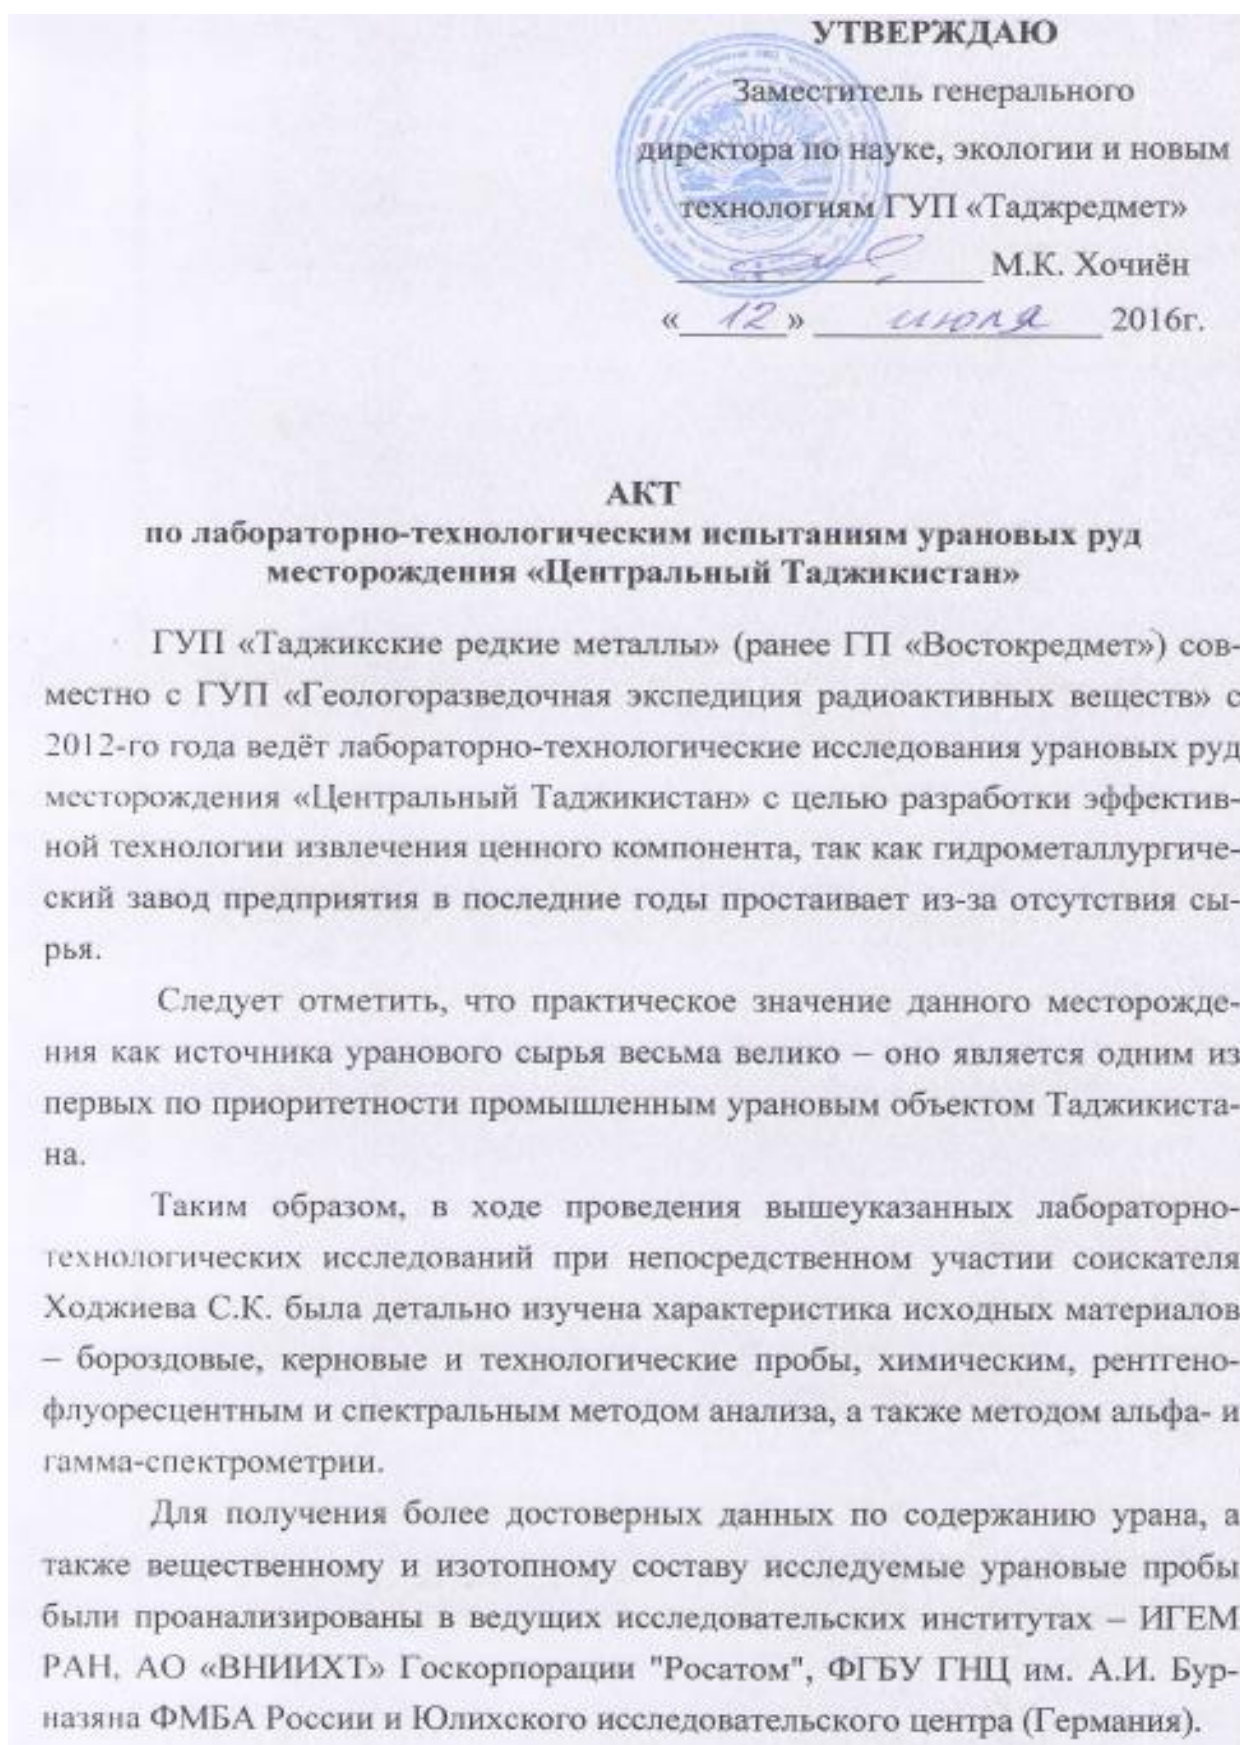 УТВЕРЖДАЮ
Заместитель генерального
директора по науке, экологии и новым
технологиям ГУП «Таджредмет»
М.К. Хочиён
« 12 » июля 2016г.
АКТ
по лабораторно-технологическим испытаниям урановых руд
месторождения «Центральный Таджикистан»
ГУП «Таджикские редкие металлы» (ранее ГП «Востокредмет») сов-
местно с ГУП «Геологоразведочная экспедиция радиоактивных веществ» с
2012-го года ведёт лабораторно-технологические исследования урановых руд
месторождения «Центральный Таджикистан» с целью разработки эффектив-
ной технологии извлечения ценного компонента, так как гидрометаллургиче-
ский завод предприятия в последние годы простаивает из-за отсутствия сы-
рья.
Следует отметить, что практическое значение данного месторожде-
ния как источника уранового сырья весьма велико – оно является одним из
первых по приоритетности промышленным урановым объектом Таджикиста-
на.
Таким образом, в ходе проведения вышеуказанных лабораторно-
технологических исследований при непосредственном участии соискателя
Ходжиева С.К. была детально изучена характеристика исходных материалов
– бороздовые, керновые и технологические пробы, химическим, рентгено-
флуоресцентным и спектральным методом анализа, а также методом альфа- и
гамма-спектрометрии.
Для получения более достоверных данных по содержанию урана, а
также вещественному и изотопному составу исследуемые урановые пробы
были проанализированы в ведущих исследовательских институтах – ИГЕМ
РАН, АО «ВНИИХТ» Госкорпорации "Росатом", ФГБУ ГНЦ им. А.И. Бур-
назяна ФМБА России и Юлихского исследовательского центра (Германия).